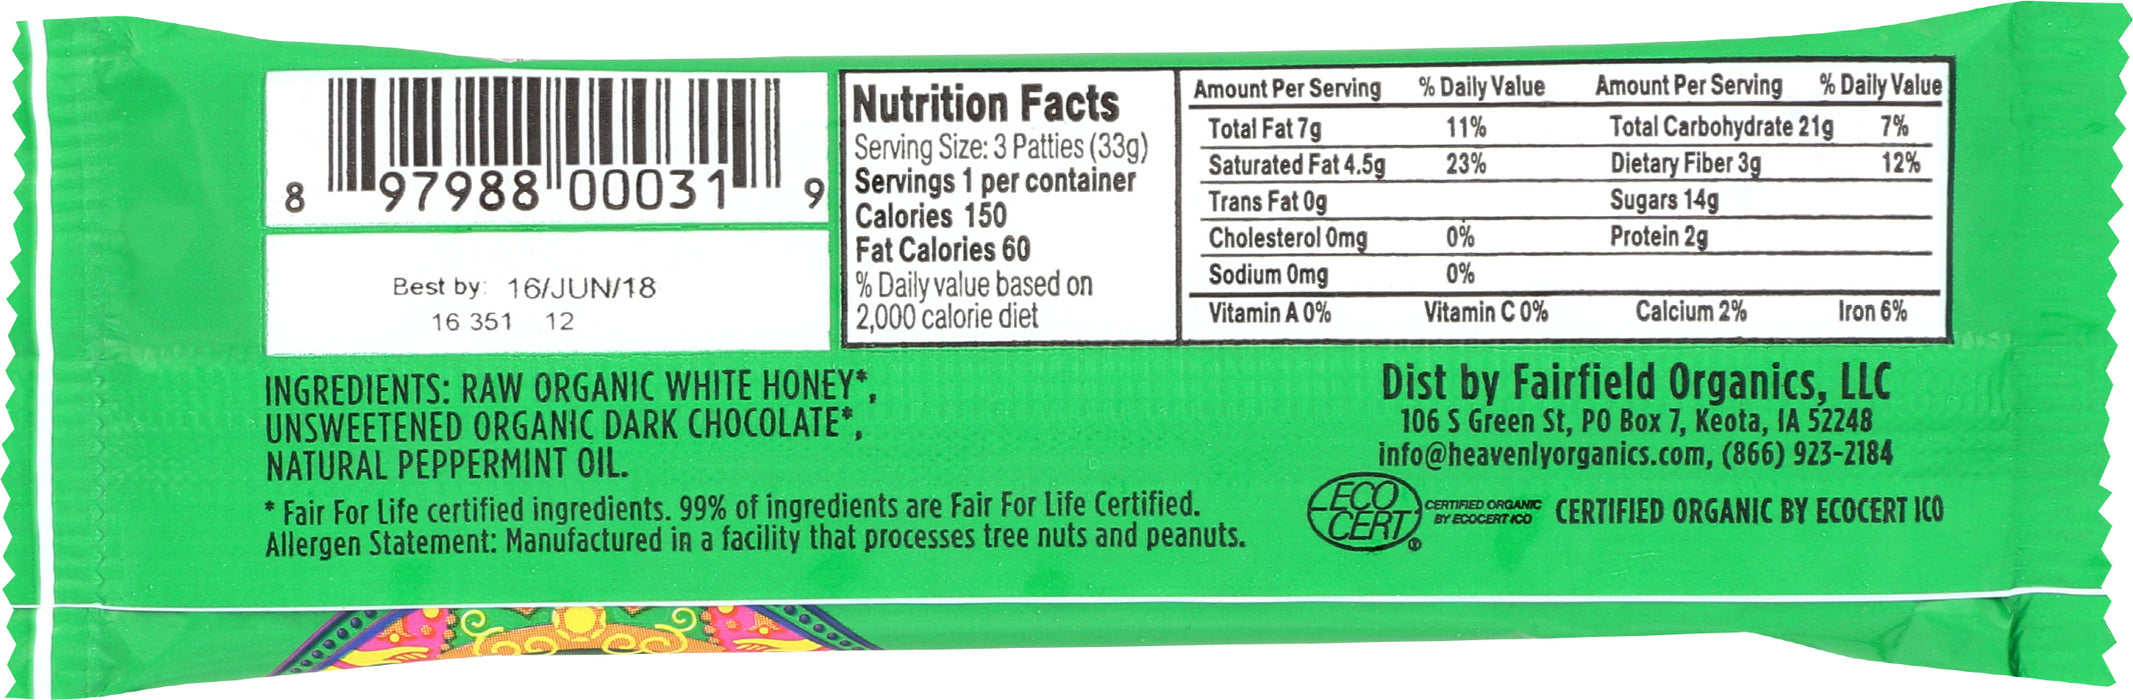 8 97988 00031 9
Best by: 16/JUN/18
16 351 12
Nutrition Facts
Serving Size: 3 Patties (33g)
Servings 1 per container
Calories 150
Fat Calories 60
% Daily value based on
2,000 calorie diet
Amount Per Serving % Daily Value Amount Per Serving % Daily Value
Total Fat 7g 11% Total Carbohydrate 21g 7%
Saturated Fat 4.5g 23% Dietary Fiber 3g 12%
Trans Fat 0g Sugars 14g
Cholesterol 0mg 0% Protein 2g
Sodium 0mg 0%
Vitamin A 0% Vitamin C 0% Calcium 2% Iron 6%
INGREDIENTS: RAW ORGANIC WHITE HONEY*,
UNSWEETENED ORGANIC DARK CHOCOLATE*,
NATURAL PEPPERMINT OIL.
* Fair For Life certified ingredients. 99% of ingredients are Fair For Life Certified.
Allergen Statement: Manufactured in a facility that processes tree nuts and peanuts.
Dist by Fairfield Organics, LLC
106 S Green St, PO Box 7, Keota, IA 52248
info@heavenlyorganics.com, (866) 923-2184
ECO
CERT®
CERTIFIED ORGANIC
BY ECOCERT ICO
CERTIFIED ORGANIC BY ECOCERT ICO